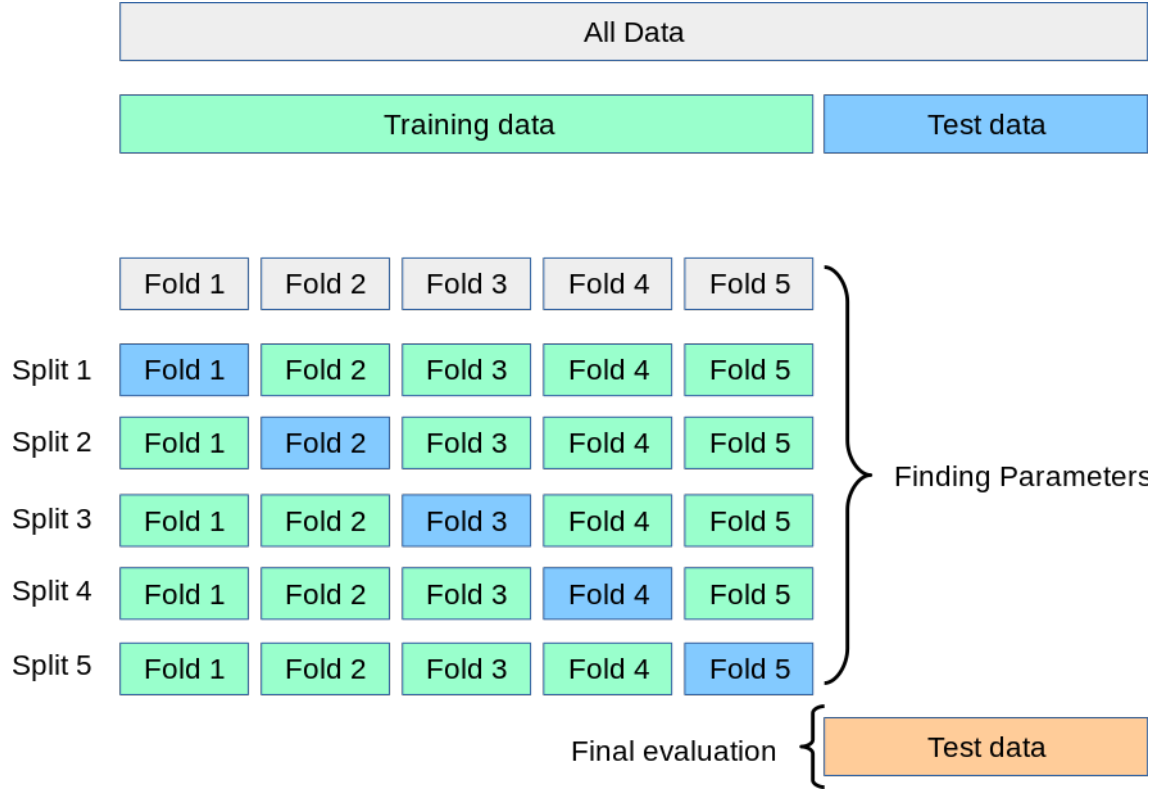 All Data
Training data Test data
Fold 1 Fold 2 Fold 3 Fold 4 Fold 5
Split 1 Fold 1 Fold 2 Fold 3 Fold 4 Fold 5
Split 2 Fold 1 Fold 2 Fold 3 Fold 4 Fold 5
Finding Parameters
Split 3 Fold 1 Fold 2 Fold 3 Fold 4 Fold 5
Split 4 Fold 1 Fold 2 Fold 3 Fold 4 Fold 5
Split 5 Fold 1 Fold 2 Fold 3 Fold 4 Fold 5
Final evaluation Test data